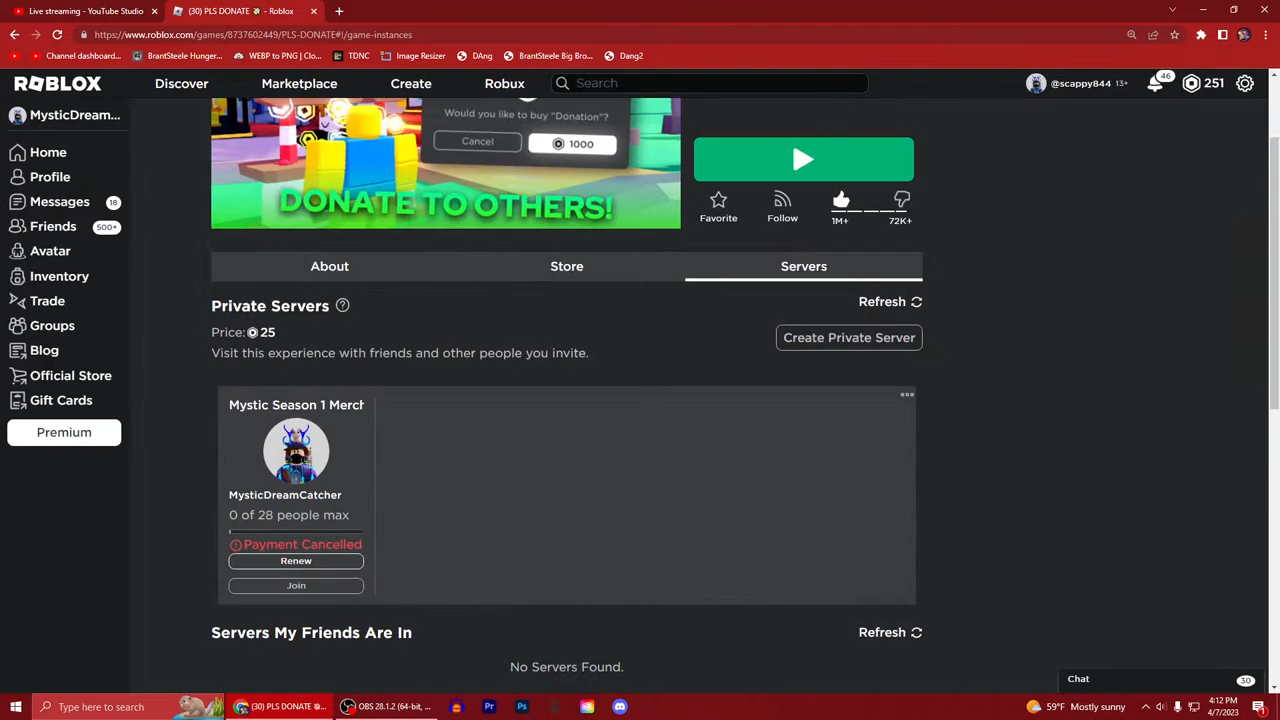 Live streaming - YouTube Studio
(30) PLS DONATE 💸 - Roblox
https://www.roblox.com/games/8737602449/PLS-DONATE#!/game-instances
Channel dashboard...
BrantSteele Hunger...
WEBP to PNG | Clo...
TDNC
Image Resizer
DAng
BrantSteele Big Bro...
Dang2
ROBLOX
Discover
Marketplace
Create
Robux
Search
@scappy844 13+
46
251
MysticDream...
Home
Profile
Messages 18
Friends 500+
Avatar
Inventory
Trade
Groups
Blog
Official Store
Gift Cards
Premium
Would you like to buy "Donation"?
Cancel
1000
DONATE TO OTHERS!
Favorite
Follow
1M+
72K+
About
Store
Servers
Private Servers
Refresh
Price: 25
Create Private Server
Visit this experience with friends and other people you invite.
Mystic Season 1 Merch
MysticDreamCatcher
0 of 28 people max
Payment Cancelled
Renew
Join
Servers My Friends Are In
Refresh
No Servers Found.
Chat
30
Type here to search
(30) PLS DONATE 💸...
OBS 28.1.2 (64-bit, ...
Pr
Ps
59°F Mostly sunny
4:12 PM
4/7/2023
1